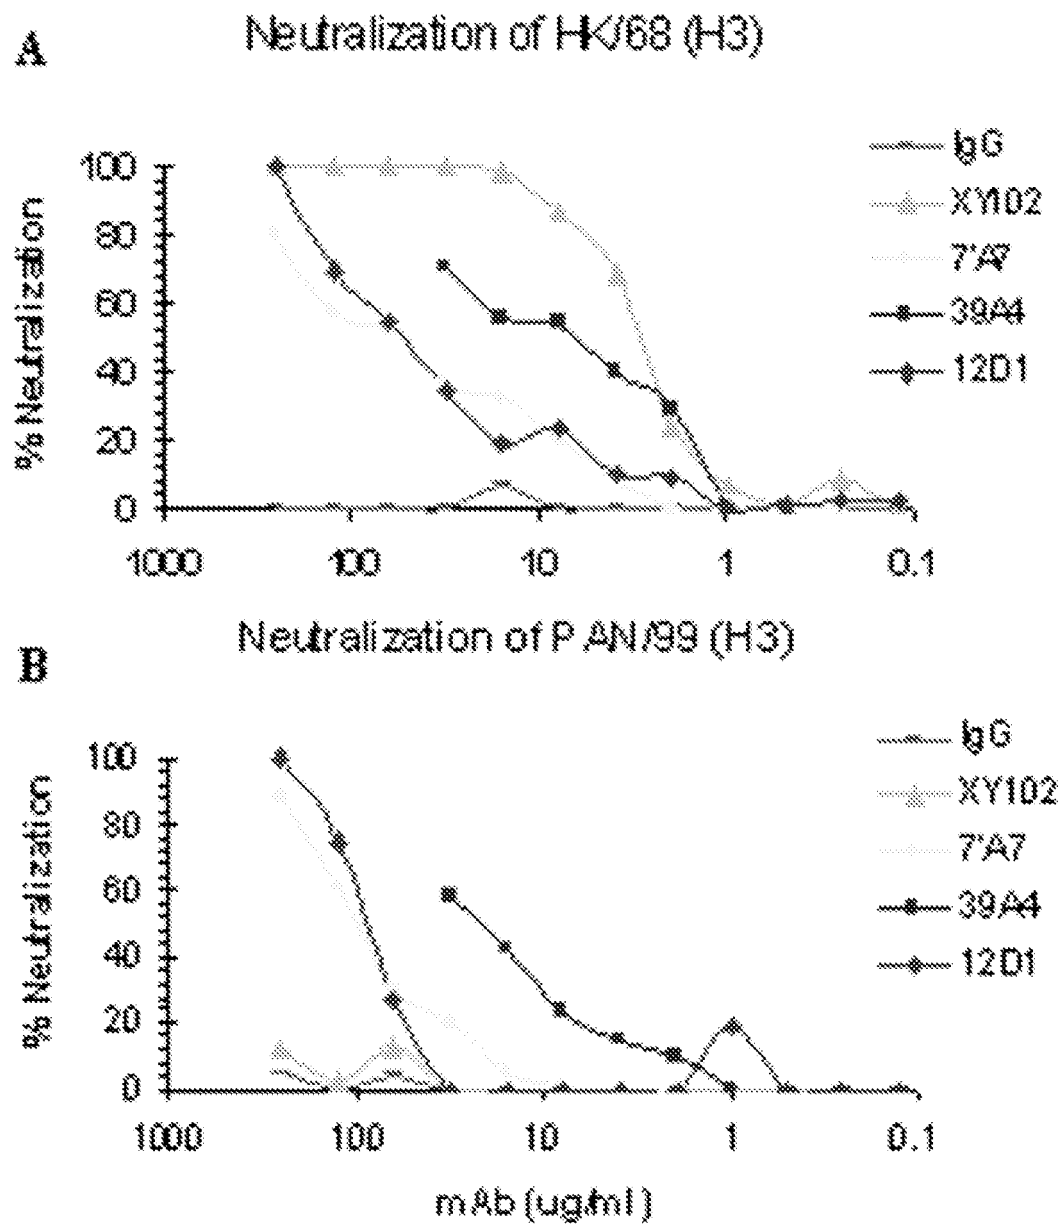 A
Neutralization of HK/68 (H3)
% Neutralization
100
80
60
40
20
0
1000
100
10
1
0.1
IgG
XY102
7'A7
39A4
12D1
B
Neutralization of PAN/99 (H3)
% Neutralization
100
80
60
40
20
0
1000
100
10
1
0.1
IgG
XY102
7'A7
39A4
12D1
mAb (ug/ml)